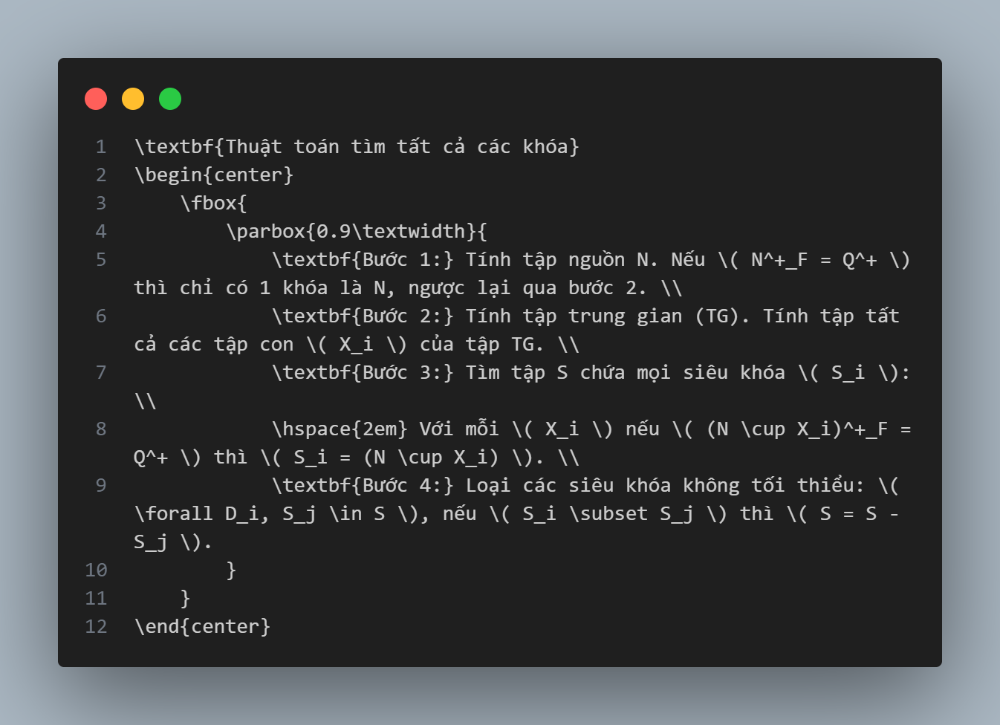 1 \textbf{Thuật toán tìm tất cả các khóa}
2 \begin{center}
3 \fbox{
4 \parbox{0.9\textwidth}{
5 \textbf{Bước 1:} Tính tập nguồn N. Nếu \( N^+_F = Q^+ \)
thì chỉ có 1 khóa là N, ngược lại qua bước 2. \\
6 \textbf{Bước 2:} Tính tập trung gian (TG). Tính tập tất
cả các tập con \( X_i \) của tập TG. \\
7 \textbf{Bước 3:} Tìm tập S chứa mọi siêu khóa \( S_i \):
\\
8 \hspace{2em} Với mỗi \( X_i \) nếu \( (N \cup X_i)^+_F =
Q^+ \) thì \( S_i = (N \cup X_i) \). \\
9 \textbf{Bước 4:} Loại các siêu khóa không tối thiểu: \(
\forall D_i, S_j \in S \), nếu \( S_i \subset S_j \) thì \( S = S -
S_j \).
10 }
11 }
12 \end{center}